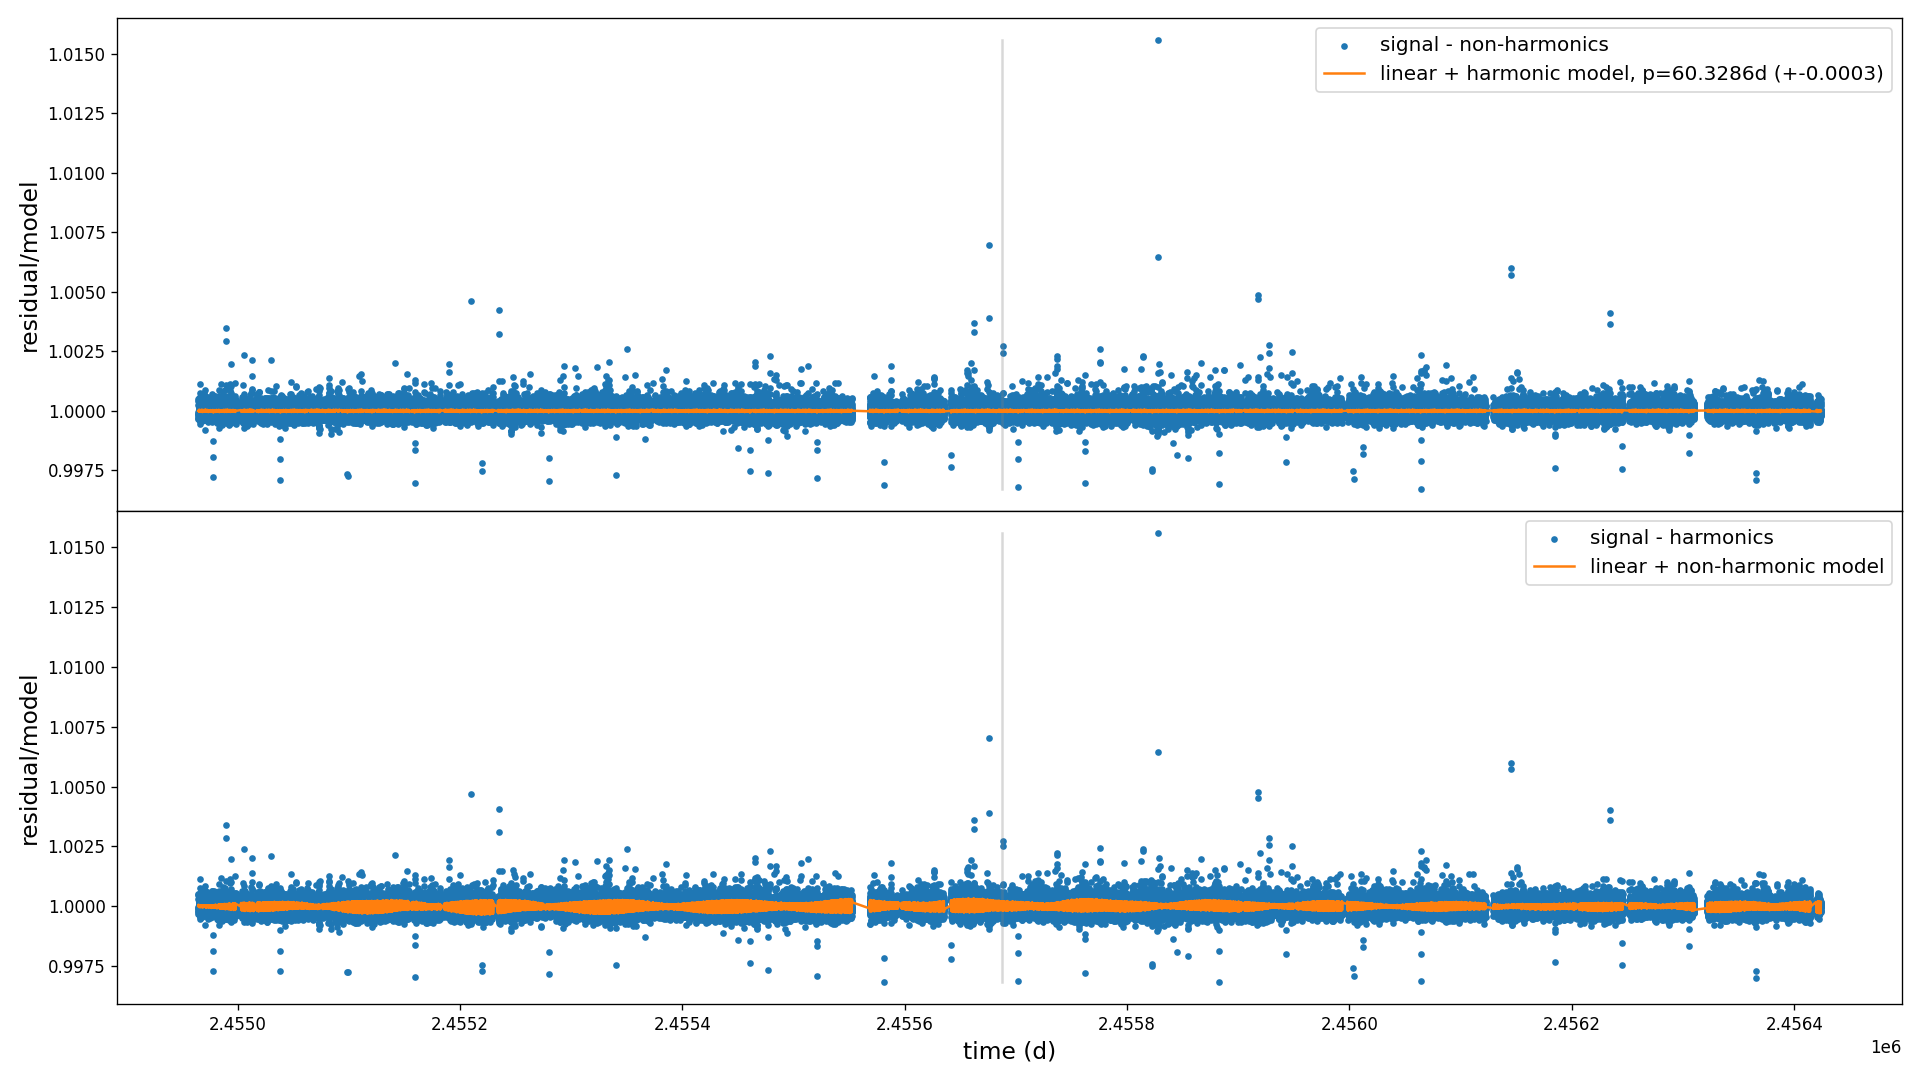 1.0150
1.0125
1.0100
1.0075
1.0050
1.0025
1.0000
0.9975
residual/model
signal - non-harmonics
linear + harmonic model, p=60.3286d (+-0.0003)
1.0150
1.0125
1.0100
1.0075
1.0050
1.0025
1.0000
0.9975
residual/model
signal - harmonics
linear + non-harmonic model
2.4550 2.4552 2.4554 2.4556 2.4558 2.4560 2.4562 2.4564
time (d)
1e6